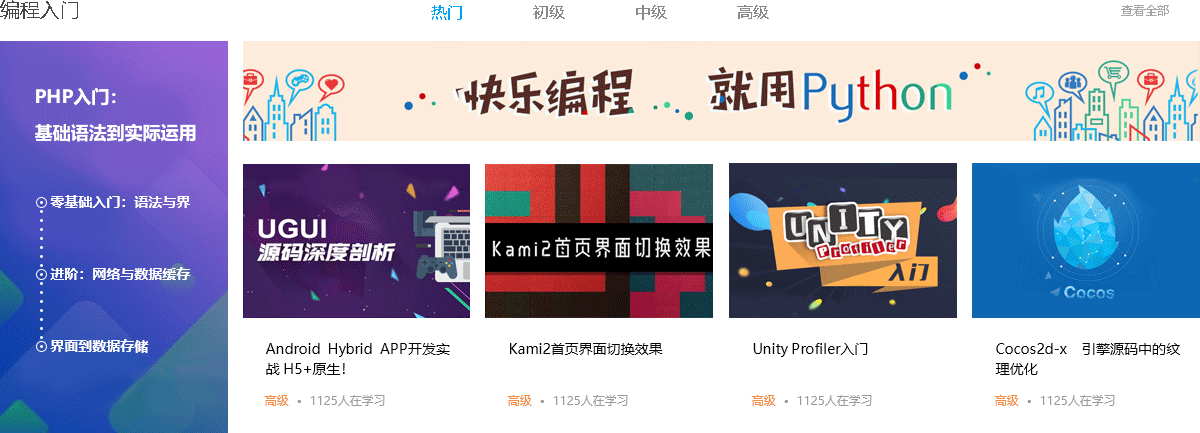 编程入门
热门 初级 中级 高级 查看全部
PHP入门：
基础语法到实际运用
零基础入门：语法与界
进阶：网络与数据缓存
界面到数据存储
快乐编程 就用Python
UGUI
源码深度剖析
Kami2首页界面切换效果
UNITY
Profiler
入门
Cocos
Android Hybrid APP开发实
战 H5+原生！
高级 • 1125人在学习
Kami2首页界面切换效果
高级 • 1125人在学习
Unity Profiler入门
高级 • 1125人在学习
Cocos2d-x 引擎源码中的纹
理优化
高级 • 1125人在学习